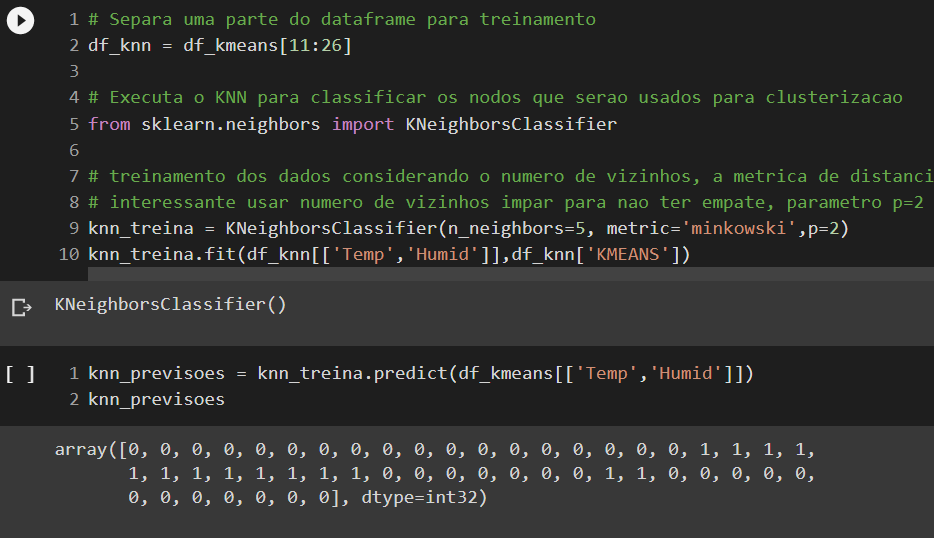 1 # Separa uma parte do dataframe para treinamento
2 df_knn = df_kmeans[11:26]
3
4 # Executa o KNN para classificar os nodos que serao usados para clusterizacao
5 from sklearn.neighbors import KNeighborsClassifier
6
7 # treinamento dos dados considerando o numero de vizinhos, a metrica de distanci
8 # interessante usar numero de vizinhos impar para nao ter empate, parametro p=2
9 knn_treina = KNeighborsClassifier(n_neighbors=5, metric='minkowski',p=2)
10 knn_treina.fit(df_knn[['Temp','Humid']],df_knn['KMEANS'])
KNeighborsClassifier()
[ ] 1 knn_previsoes = knn_treina.predict(df_kmeans[['Temp','Humid']])
2 knn_previsoes
array([0, 0, 0, 0, 0, 0, 0, 0, 0, 0, 0, 0, 0, 0, 0, 0, 0, 0, 1, 1, 1, 1,
1, 1, 1, 1, 1, 1, 1, 1, 0, 0, 0, 0, 0, 0, 0, 1, 1, 0, 0, 0, 0, 0,
0, 0, 0, 0, 0, 0, 0], dtype=int32)